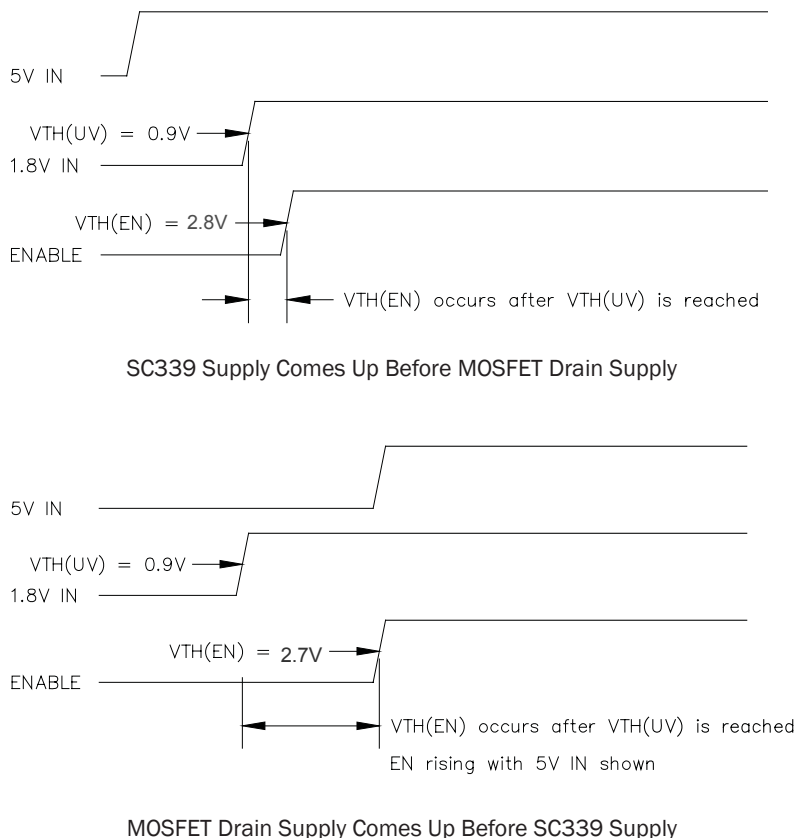 5V IN
VTH(UV) = 0.9V
1.8V IN
VTH(EN) = 2.8V
ENABLE
VTH(EN) occurs after VTH(UV) is reached
SC339 Supply Comes Up Before MOSFET Drain Supply
5V IN
VTH(UV) = 0.9V
1.8V IN
VTH(EN) = 2.7V
ENABLE
VTH(EN) occurs after VTH(UV) is reached
EN rising with 5V IN shown
MOSFET Drain Supply Comes Up Before SC339 Supply